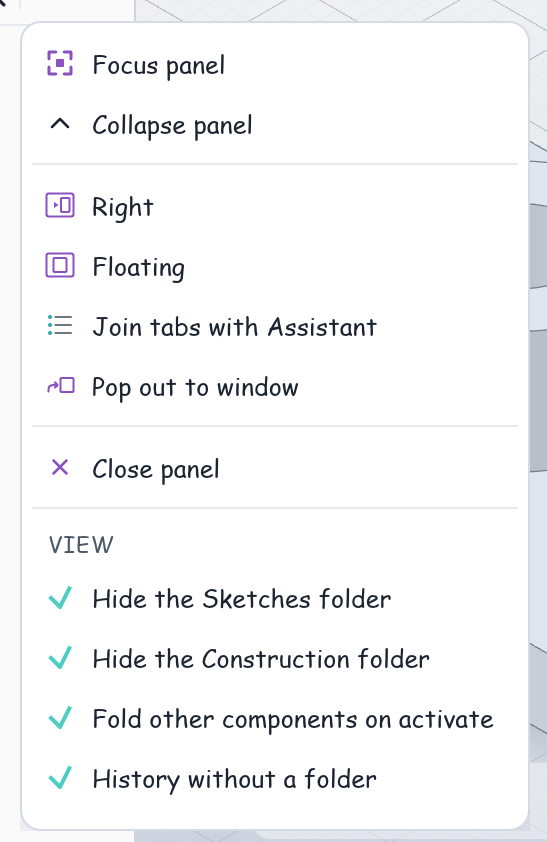 Focus panel
Collapse panel
Right
Floating
Join tabs with Assistant
Pop out to window
Close panel
VIEW
Hide the Sketches folder
Hide the Construction folder
Fold other components on activate
History without a folder